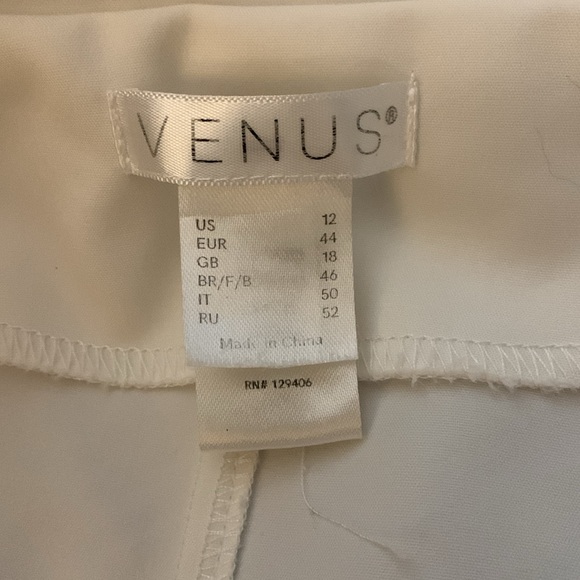 VENUS®
US 12
EUR 44
GB 18
BR/F/B 46
IT 50
RU 52
Made in China
RN# 129406